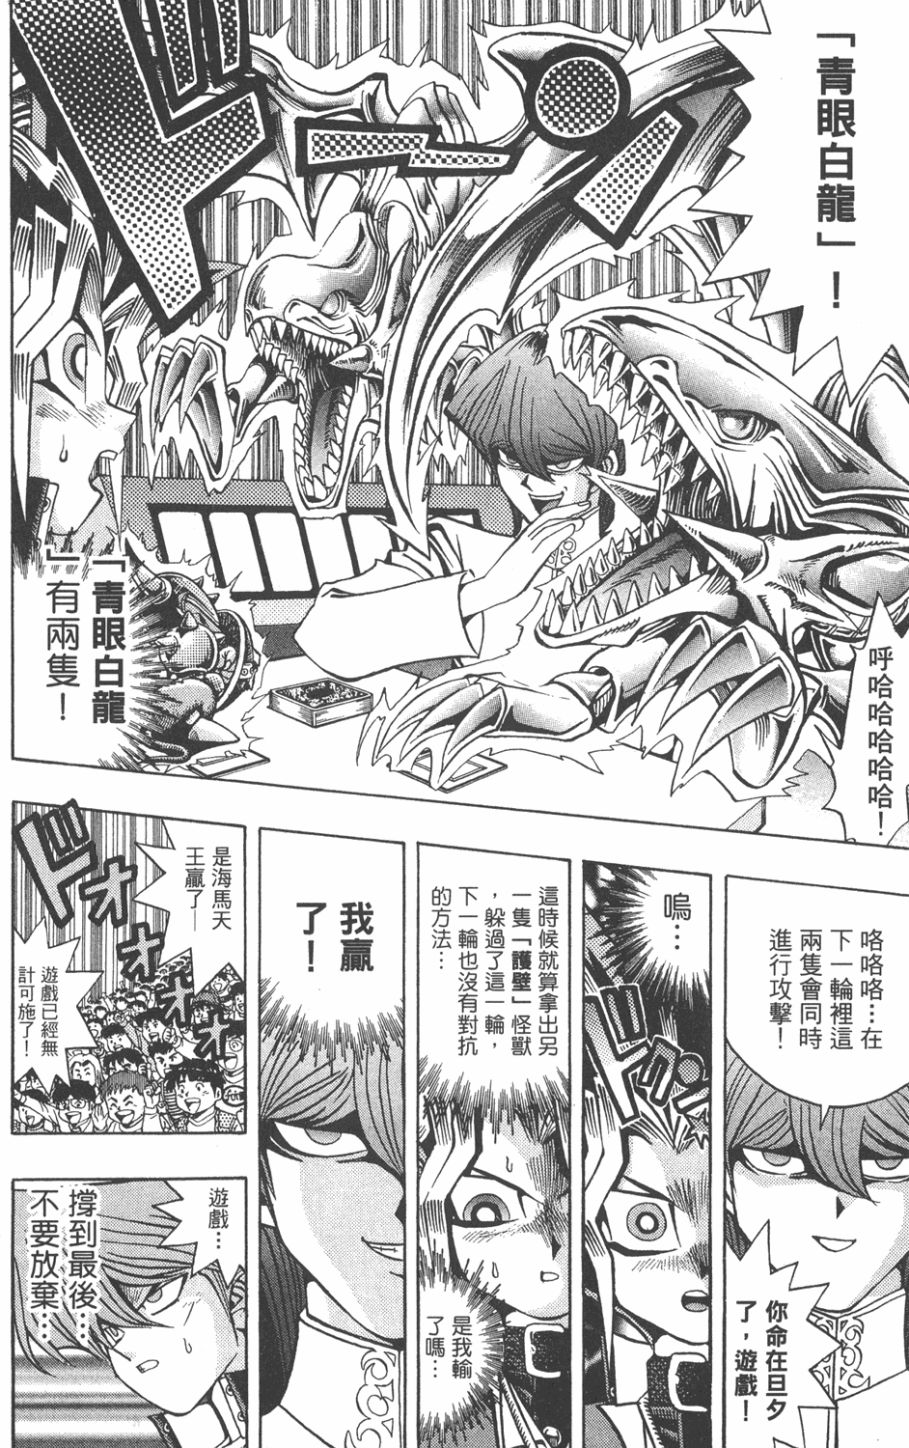 「青眼白龍」！
呼哈哈哈哈哈哈！
ドーン
「青眼白龍
」有兩隻！
咯咯咯…在
下一輪裡這
兩隻會同時
進行攻擊！
你命在旦夕
了，遊戲！
嗚…
這時候就算拿出另
一隻「護壁」怪獸
，躲過了這一輪，
下一輪也沒有對抗
的方法…
是我輸
了嗎…
我贏
了！
是海馬天
王贏了——
ドオオオオ
遊戲已經無
計可施了！
遊戲…
撐到最後…
不要放棄…